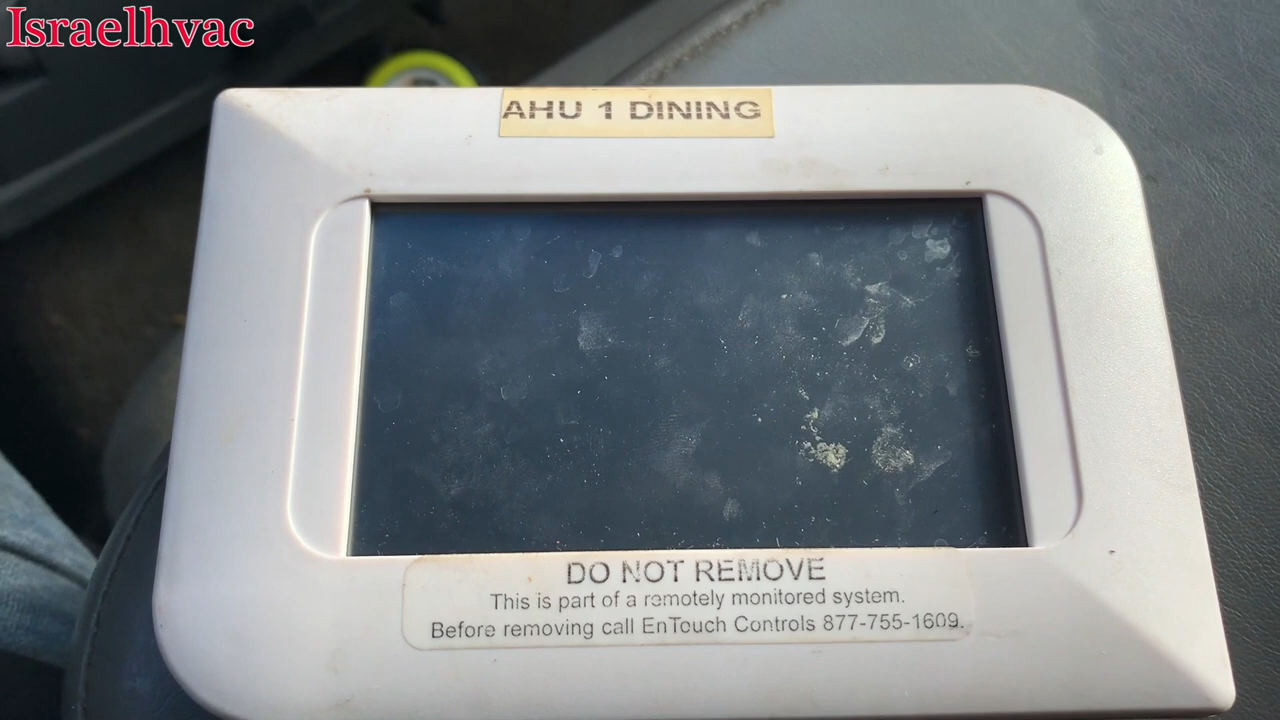 Israelhvac
AHU 1 DINING
DO NOT REMOVE
This is part of a remotely monitored system.
Before removing call EnTouch Controls 877-755-1609.